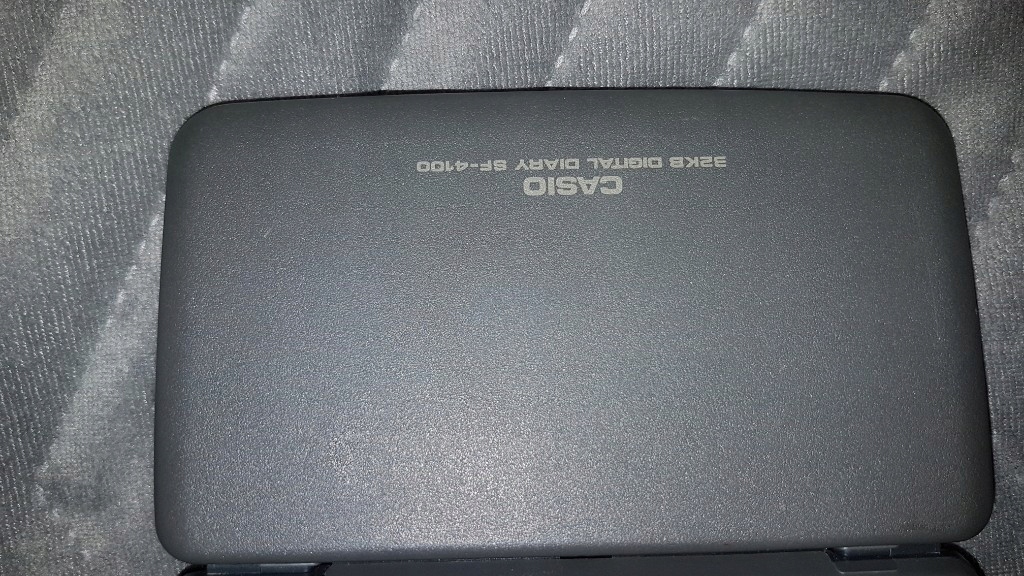 CASIO
32KB DIGITAL DIARY SF-4100